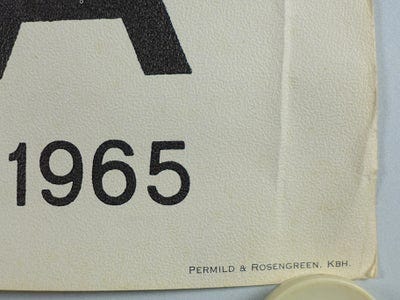 A
1965
PERMILD & ROSENGREEN, KBH.